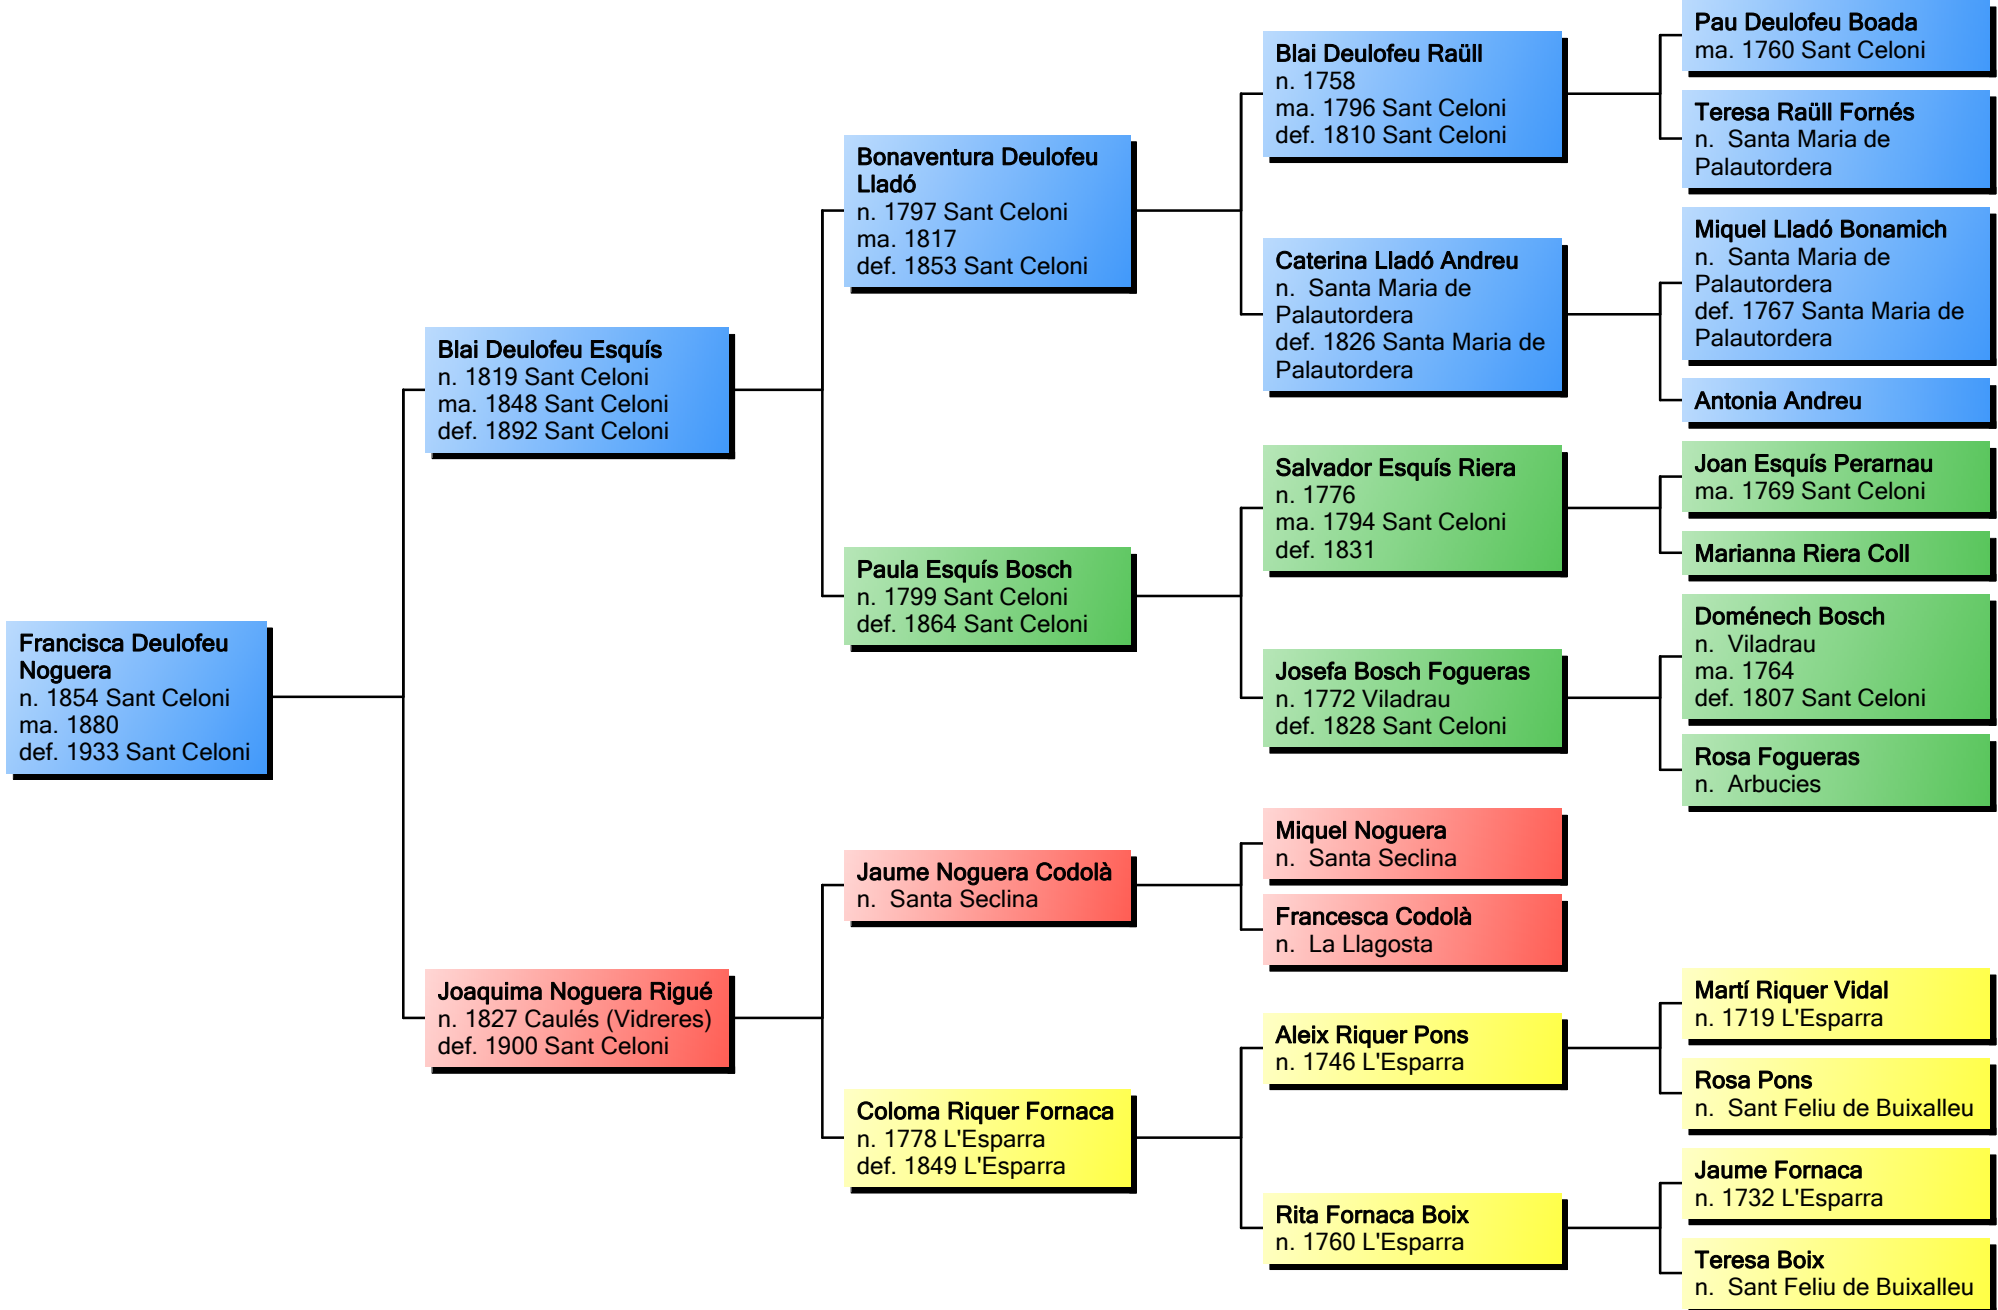 Francisca Deulofeu
Noguera
n. 1854 Sant Celoni
ma. 1880
def. 1933 Sant Celoni
Blai Deulofeu Esquís
n. 1819 Sant Celoni
ma. 1848 Sant Celoni
def. 1892 Sant Celoni
Joaquima Noguera Rigué
n. 1827 Caulés (Vidreres)
def. 1900 Sant Celoni
Bonaventura Deulofeu
Lladó
n. 1797 Sant Celoni
ma. 1817
def. 1853 Sant Celoni
Paula Esquís Bosch
n. 1799 Sant Celoni
def. 1864 Sant Celoni
Jaume Noguera Codolà
n. Santa Seclina
Coloma Riquer Fornaca
n. 1778 L'Esparra
def. 1849 L'Esparra
Blai Deulofeu Raüll
n. 1758
ma. 1796 Sant Celoni
def. 1810 Sant Celoni
Caterina Lladó Andreu
n. Santa Maria de
Palautordera
def. 1826 Santa Maria de
Palautordera
Salvador Esquís Riera
n. 1776
ma. 1794 Sant Celoni
def. 1831
Josefa Bosch Fogueras
n. 1772 Viladrau
def. 1828 Sant Celoni
Miquel Noguera
n. Santa Seclina
Francesca Codolà
n. La Llagosta
Aleix Riquer Pons
n. 1746 L'Esparra
Rita Fornaca Boix
n. 1760 L'Esparra
Pau Deulofeu Boada
ma. 1760 Sant Celoni
Teresa Raüll Fornés
n. Santa Maria de
Palautordera
Miquel Lladó Bonamich
n. Santa Maria de
Palautordera
def. 1767 Santa Maria de
Palautordera
Antonia Andreu
Joan Esquís Perarnau
ma. 1769 Sant Celoni
Marianna Riera Coll
Doménech Bosch
n. Viladrau
ma. 1764
def. 1807 Sant Celoni
Rosa Fogueras
n. Arbucies
Martí Riquer Vidal
n. 1719 L'Esparra
Rosa Pons
n. Sant Feliu de Buixalleu
Jaume Fornaca
n. 1732 L'Esparra
Teresa Boix
n. Sant Feliu de Buixalleu